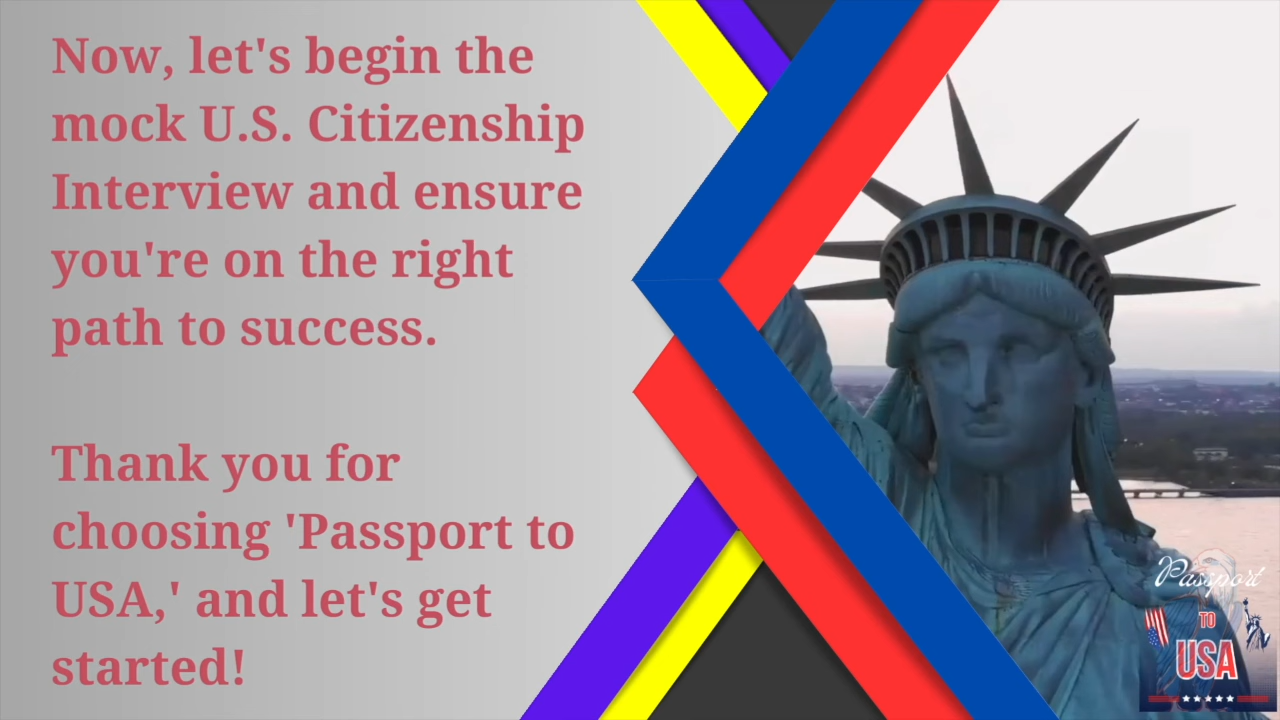 Now, let's begin the
mock U.S. Citizenship
Interview and ensure
you're on the right
path to success.
Thank you for
choosing 'Passport to
USA,' and let's get
started!
Passport
TO
USA